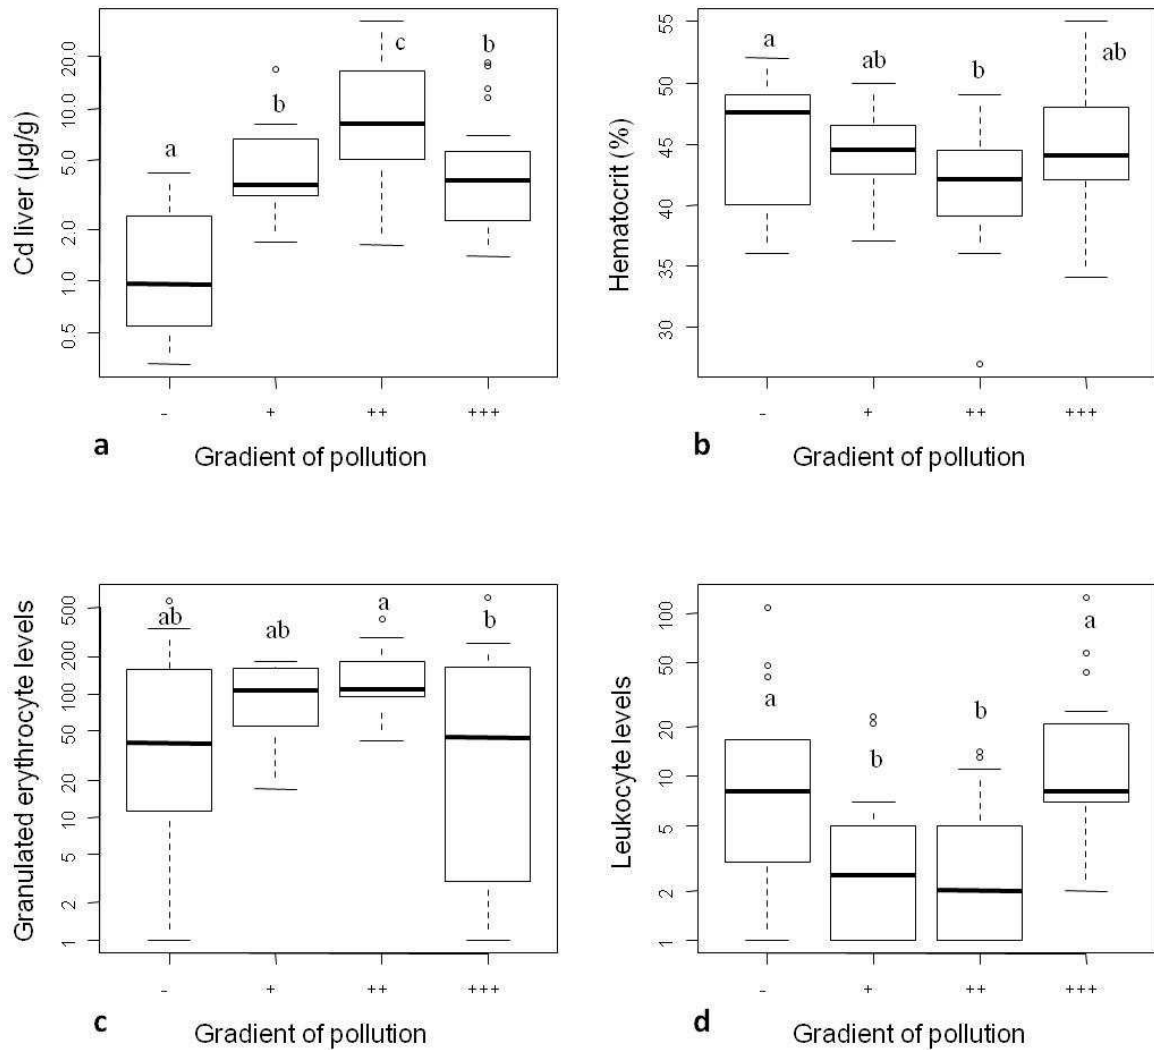 Cd liver (µg/g)
20.0
10.0
5.0
2.0
1.0
0.5
a
b
c
b
- + ++ +++
a
Gradient of pollution
Hematocrit (%)
55
50
45
40
35
30
a
ab
b
ab
- + ++ +++
b
Gradient of pollution
Granulated erythrocyte levels
500
200
100
50
20
10
5
2
1
ab
ab
a
b
- + ++ +++
c
Gradient of pollution
Leukocyte levels
100
50
20
10
5
2
1
a
b
b
a
- + ++ +++
d
Gradient of pollution